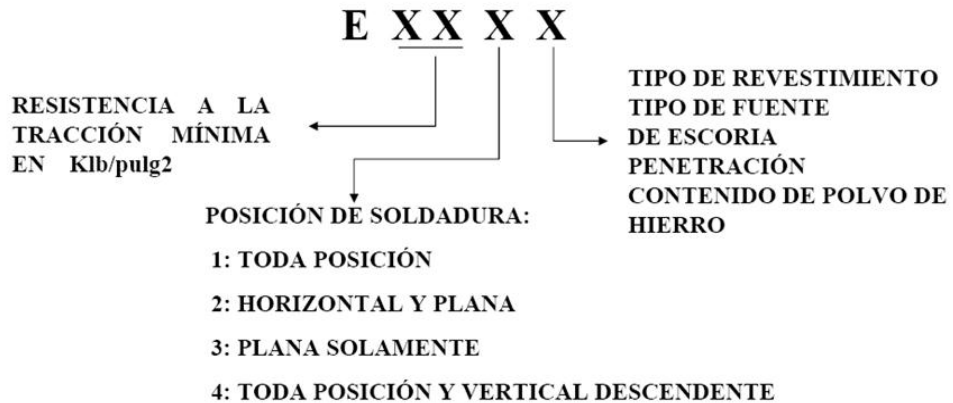 E XX X X
RESISTENCIA A LA
TRACCIÓN MÍNIMA
EN Klb/pulg2
TIPO DE REVESTIMIENTO
TIPO DE FUENTE
DE ESCORIA
PENETRACIÓN
CONTENIDO DE POLVO DE
HIERRO
POSICIÓN DE SOLDADURA:
1: TODA POSICIÓN
2: HORIZONTAL Y PLANA
3: PLANA SOLAMENTE
4: TODA POSICIÓN Y VERTICAL DESCENDENTE